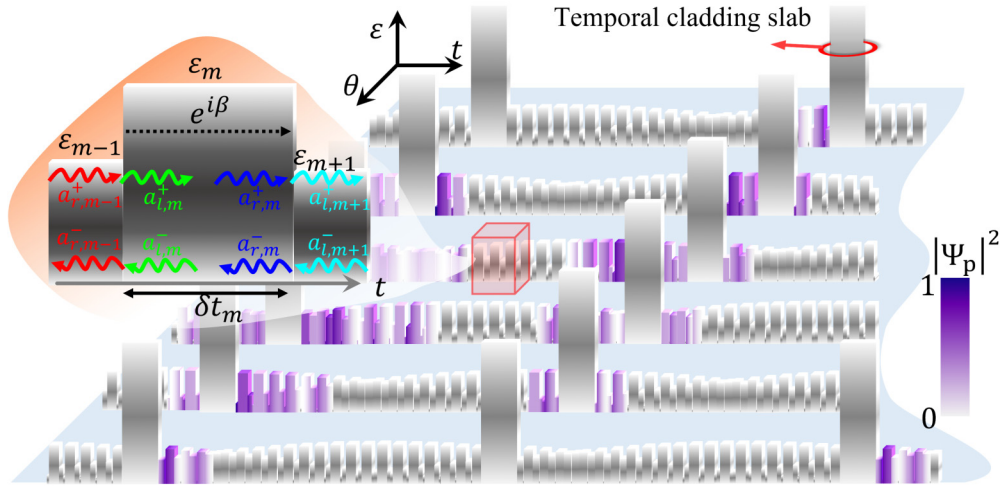 Temporal cladding slab
ε
t
θ
ε_m
e^{iβ}
ε_{m−1}
ε_{m+1}
a^+_{r,m−1}
a^+_{l,m}
a^+_{r,m}
a^+_{l,m+1}
a^-_{r,m−1}
a^-_{l,m}
a^-_{r,m}
a^-_{l,m+1}
t
δt_m
|Ψ_p|^2
1
0